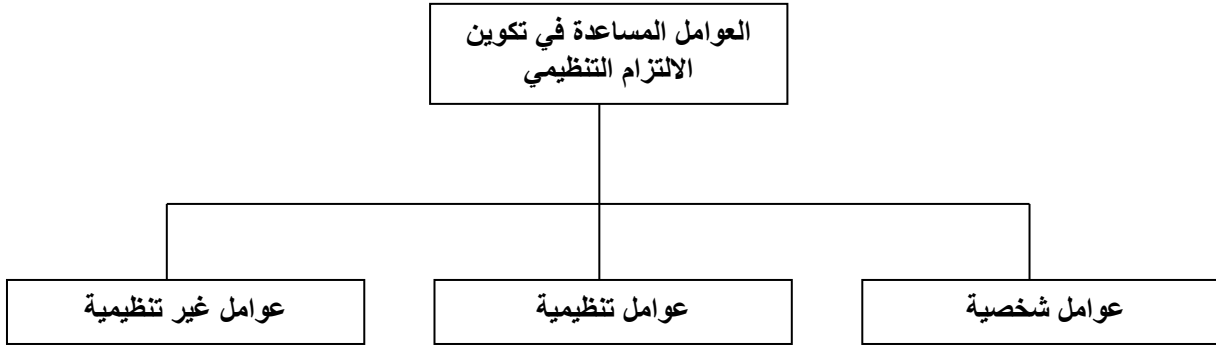 العوامل المساعدة في تكوين
الالتزام التنظيمي
عوامل شخصية
عوامل تنظيمية
عوامل غير تنظيمية